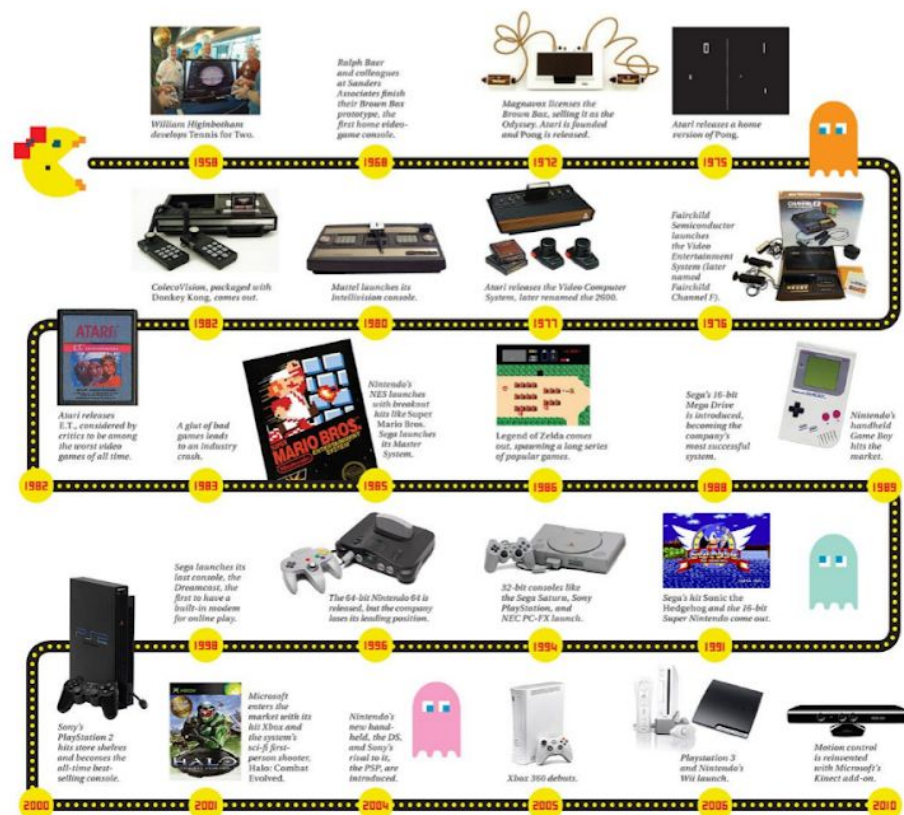 William Higinbotham
develops Tennis for Two.
Ralph Baer
and colleagues
at Sanders
Associates finish
their Brown Box
prototype, the
first home video-
game console.
Magnavox licenses the
Brown Box, selling it as the
Odyssey. Atari is founded
and Pong is released.
Atari releases a home
version of Pong.
1958
1968
1972
1975
ColecoVision, packaged with
Donkey Kong, comes out.
Mattel launches its
Intellivision console.
Atari releases the Video Computer
System, later renamed the 2600.
Fairchild
Semiconductor
launches
the Video
Entertainment
System (later
named
Fairchild
Channel F).
1982
1980
1977
1976
ATARI
Atari releases
E.T., considered by
critics to be among
the worst video
games of all time.
A glut of bad
games leads
to an industry
crash.
MARIO BROS.
Nintendo's
NES launches
with breakout
hits like Super
Mario Bros.
Sega launches
its Master
System.
Legend of Zelda comes
out, spawning a long series
of popular games.
Sega's 16-bit
Mega Drive
is introduced,
becoming the
company's
most successful
system.
Nintendo's
handheld
Game Boy
hits the
market.
1982
1983
1985
1986
1988
1989
Sega launches its
last console, the
Dreamcast, the
first to have a
built-in modem
for online play.
The 64-bit Nintendo 64 is
released, but the company
loses its leading position.
32-bit consoles like
the Sega Saturn, Sony
PlayStation, and
NEC PC-FX launch.
SONIC
Sega's hit Sonic the
Hedgehog and the 16-bit
Super Nintendo come out.
1998
1996
1994
1991
PS2
Sony's
PlayStation 2
hits store shelves
and becomes the
all-time best-
selling console.
XBOX
HALO
Microsoft
enters the
market with its
hit Xbox and
the system's
sci-fi first-
person shooter,
Halo: Combat
Evolved.
Nintendo's
new hand-
held, the DS,
and Sony's
rival to it,
the PSP, are
introduced.
Xbox 360 debuts.
Playstation 3
and Nintendo's
Wii launch.
Motion control
is reinvented
with Microsoft's
Kinect add-on.
2000
2001
2004
2005
2006
2010